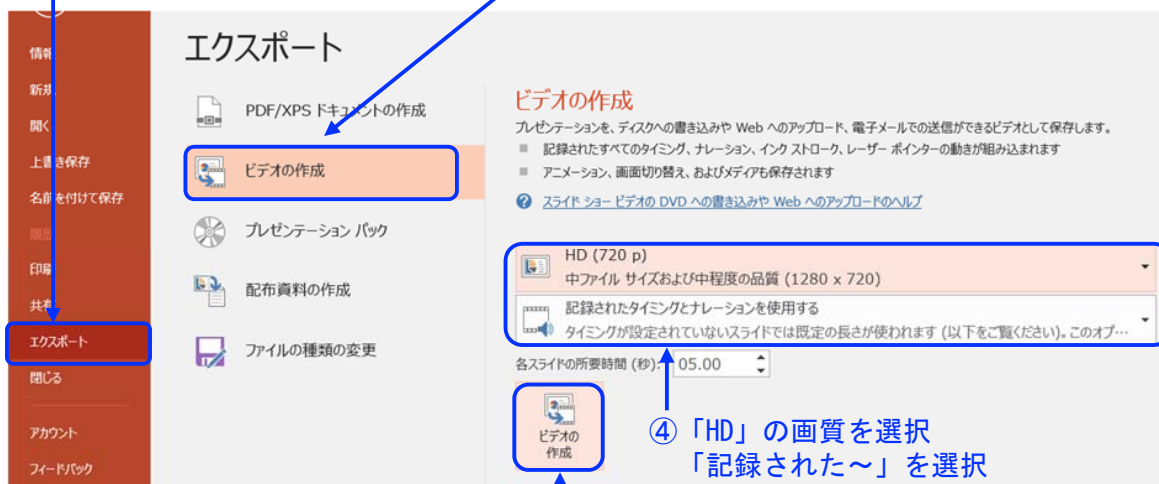 情報
新規
開く
上書き保存
名前を付けて保存
履歴
印刷
共有
エクスポート
閉じる
アカウント
フィードバック
エクスポート
PDF/XPS ドキュメントの作成
ビデオの作成
プレゼンテーション パック
配布資料の作成
ファイルの種類の変更
ビデオの作成
プレゼンテーションを、ディスクへの書き込みや Web へのアップロード、電子メールでの送信ができるビデオとして保存します。
記録されたすべてのタイミング、ナレーション、インク ストローク、レーザー ポインターの動きが組み込まれます
アニメーション、画面切り替え、およびメディアも保存されます
スライド ショー ビデオの DVD への書き込みや Web へのアップロードのヘルプ
HD (720 p)
中ファイル サイズおよび中程度の品質 (1280 x 720)
記録されたタイミングとナレーションを使用する
タイミングが設定されていないスライドでは既定の長さが使われます (以下をご覧ください)。このオプ…
各スライドの所要時間 (秒): 05.00
ビデオの
作成
④「HD」の画質を選択
「記録された～」を選択